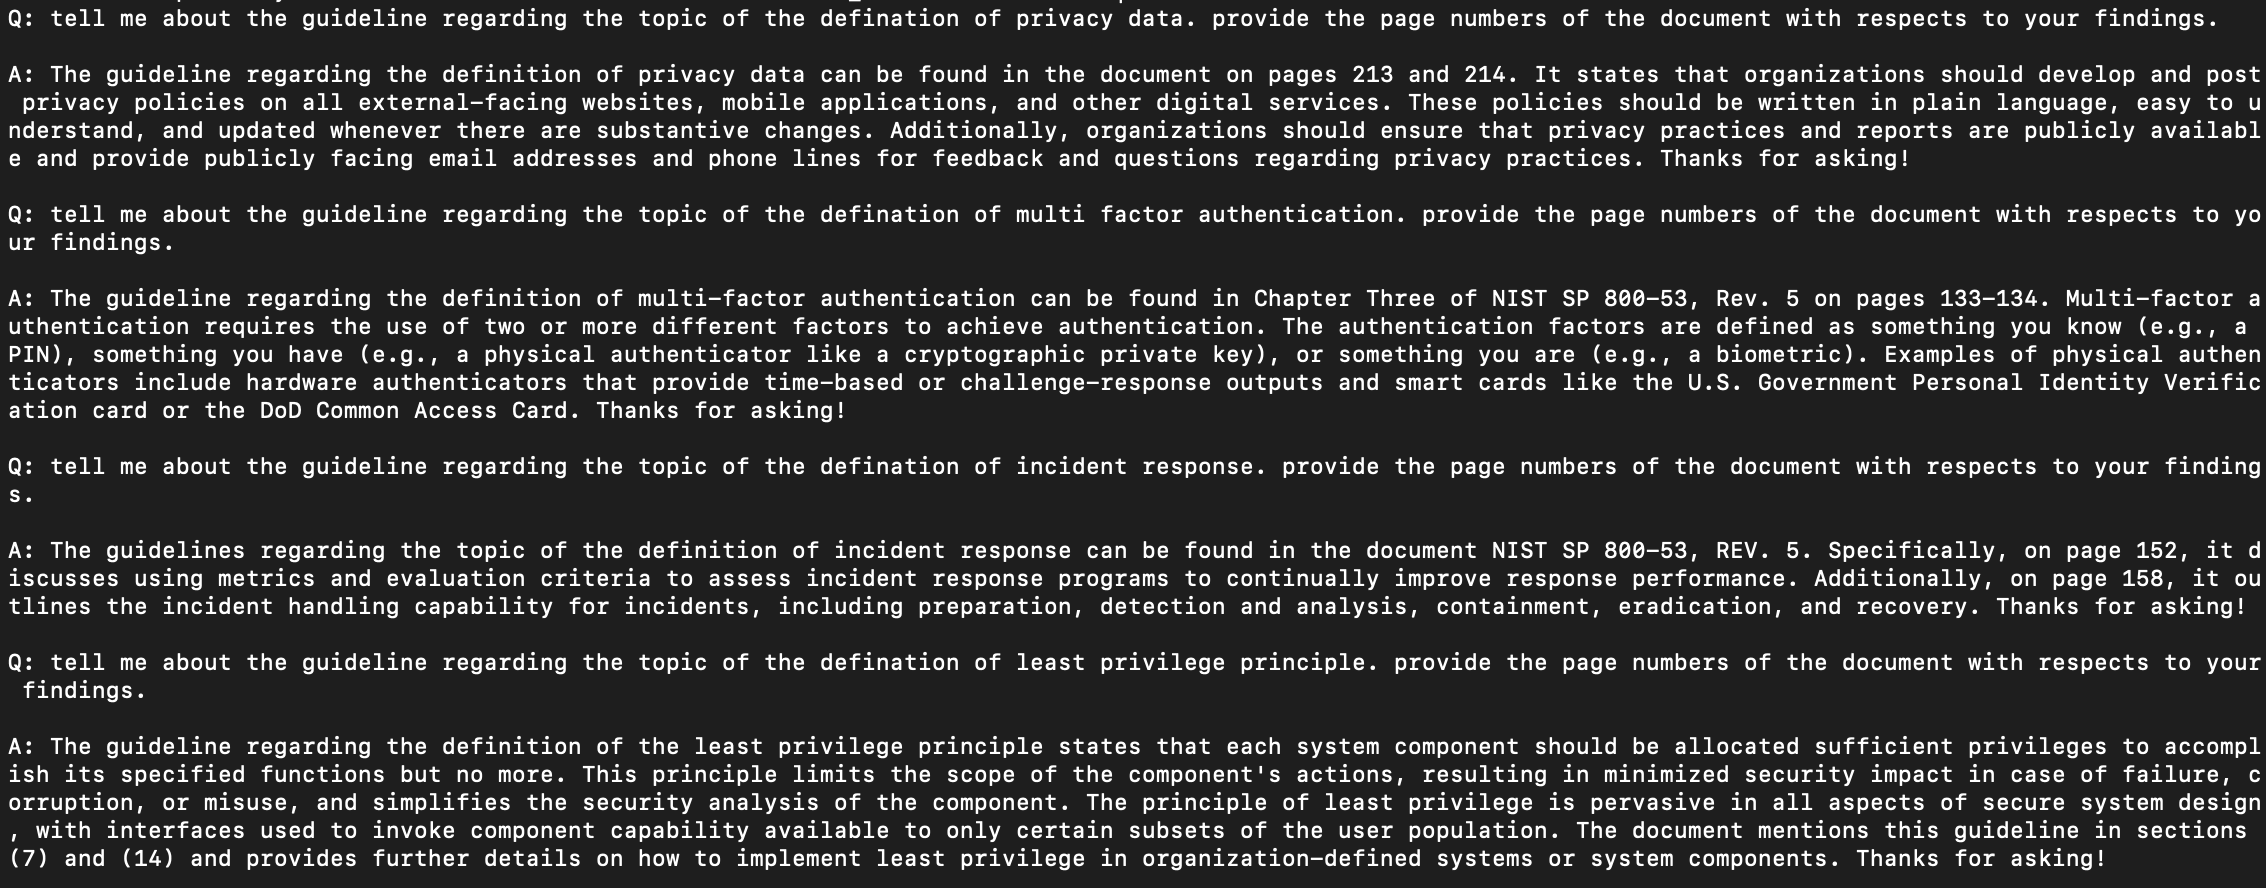 Q: tell me about the guideline regarding the topic of the defination of privacy data. provide the page numbers of the document with respects to your findings.
A: The guideline regarding the definition of privacy data can be found in the document on pages 213 and 214. It states that organizations should develop and post
 privacy policies on all external-facing websites, mobile applications, and other digital services. These policies should be written in plain language, easy to u
nderstand, and updated whenever there are substantive changes. Additionally, organizations should ensure that privacy practices and reports are publicly availabl
e and provide publicly facing email addresses and phone lines for feedback and questions regarding privacy practices. Thanks for asking!
Q: tell me about the guideline regarding the topic of the defination of multi factor authentication. provide the page numbers of the document with respects to yo
ur findings.
A: The guideline regarding the definition of multi-factor authentication can be found in Chapter Three of NIST SP 800-53, Rev. 5 on pages 133-134. Multi-factor a
uthentication requires the use of two or more different factors to achieve authentication. The authentication factors are defined as something you know (e.g., a
PIN), something you have (e.g., a physical authenticator like a cryptographic private key), or something you are (e.g., a biometric). Examples of physical authen
ticators include hardware authenticators that provide time-based or challenge-response outputs and smart cards like the U.S. Government Personal Identity Verific
ation card or the DoD Common Access Card. Thanks for asking!
Q: tell me about the guideline regarding the topic of the defination of incident response. provide the page numbers of the document with respects to your finding
s.
A: The guidelines regarding the topic of the definition of incident response can be found in the document NIST SP 800-53, REV. 5. Specifically, on page 152, it d
iscusses using metrics and evaluation criteria to assess incident response programs to continually improve response performance. Additionally, on page 158, it ou
tlines the incident handling capability for incidents, including preparation, detection and analysis, containment, eradication, and recovery. Thanks for asking!
Q: tell me about the guideline regarding the topic of the defination of least privilege principle. provide the page numbers of the document with respects to your
 findings.
A: The guideline regarding the definition of the least privilege principle states that each system component should be allocated sufficient privileges to accompl
ish its specified functions but no more. This principle limits the scope of the component's actions, resulting in minimized security impact in case of failure, c
orruption, or misuse, and simplifies the security analysis of the component. The principle of least privilege is pervasive in all aspects of secure system design
, with interfaces used to invoke component capability available to only certain subsets of the user population. The document mentions this guideline in sections
(7) and (14) and provides further details on how to implement least privilege in organization-defined systems or system components. Thanks for asking!